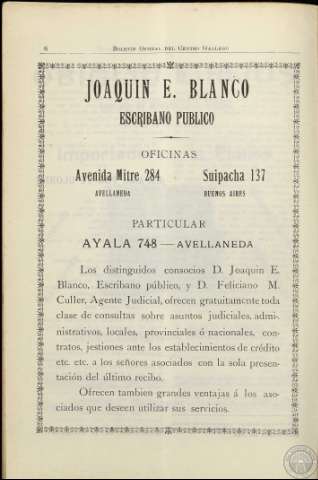 6 Boletin Oficial del Centro Gallego
JOAQUIN E. BLANCO
ESCRIBANO PUBLICO
OFICINAS
Avenida Mitre 284 Suipacha 137
AVELLANEDA BUENOS AIRES
PARTICULAR
AYALA 748 — AVELLANEDA
Los distinguidos consocios D. Joaquin E.
Blanco, Escribano público, y D. Feliciano M.
Culler, Agente Judicial, ofrecen gratuitamente toda
clase de consultas sobre asuntos judiciales, admi-
nistrativos, locales, provinciales ó nacionales, con-
tratos, jestiones ante los establecimientos de crédito
etc. etc. a los señores asociados con la sola presen-
tación del último recibo.
Ofrecen tambien grandes ventajas á los aso-
ciados que deseen utilizar sus servicios.